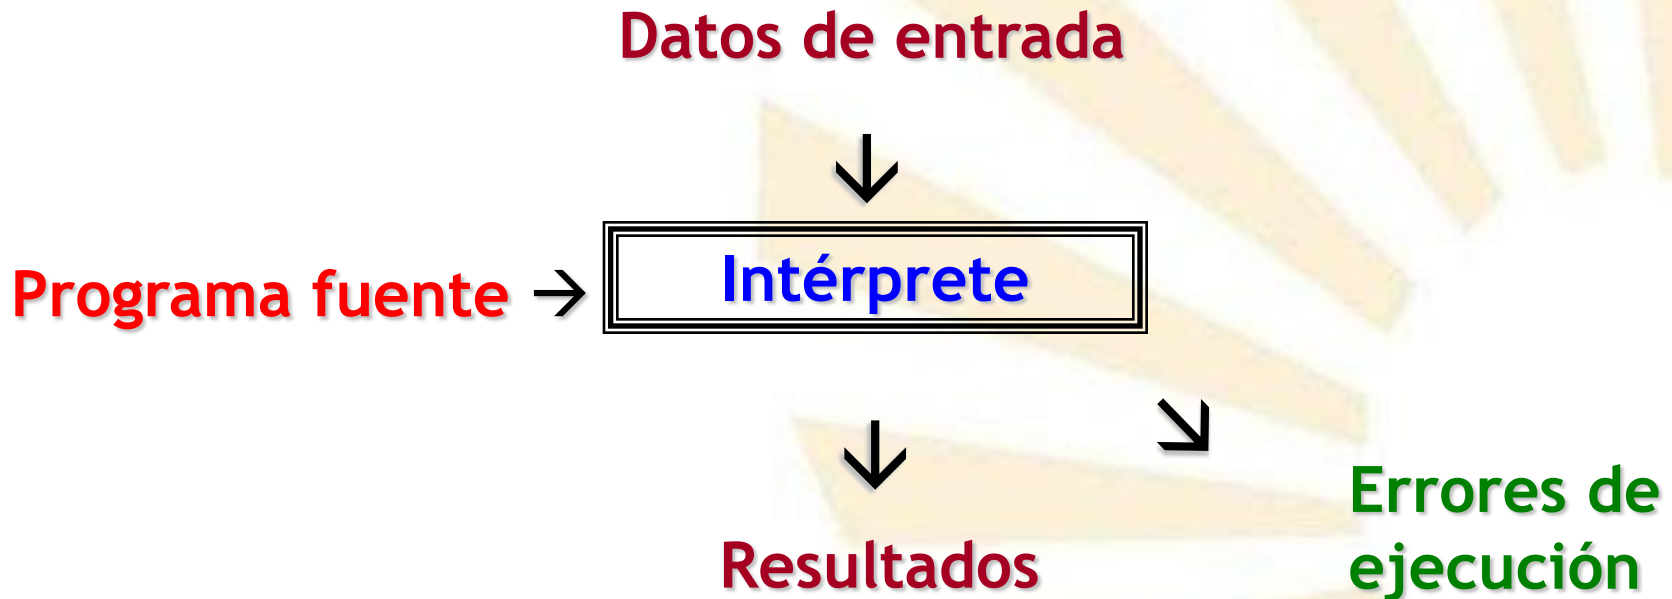 Datos de entrada
Programa fuente →
Intérprete
Resultados
Errores de
ejecución